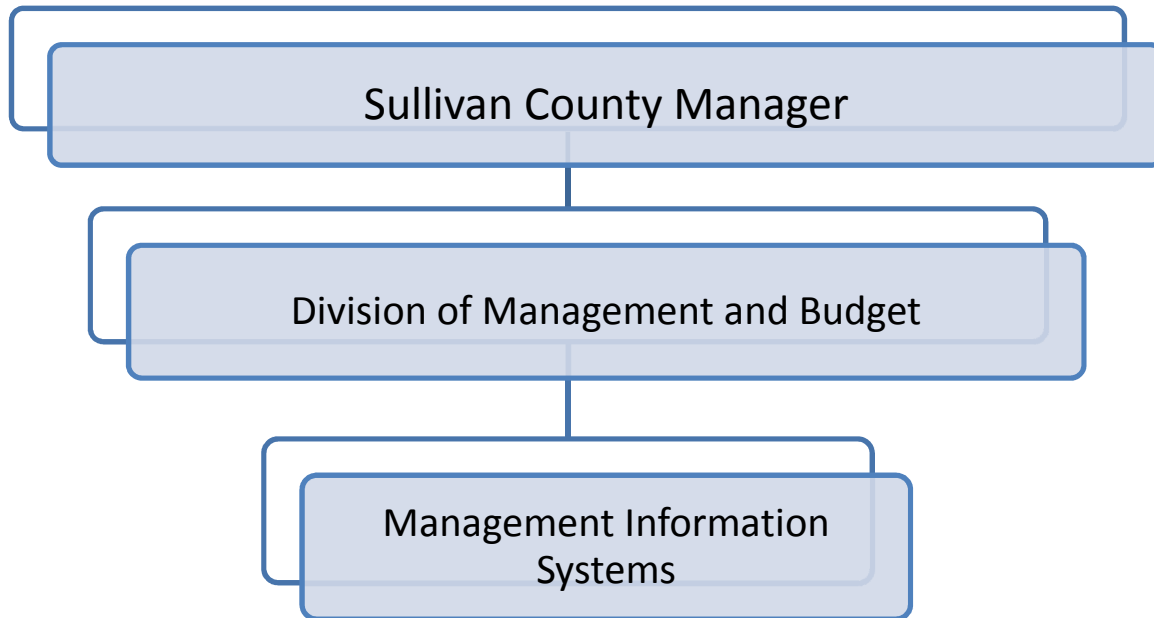 Sullivan County Manager
Division of Management and Budget
Management Information
Systems